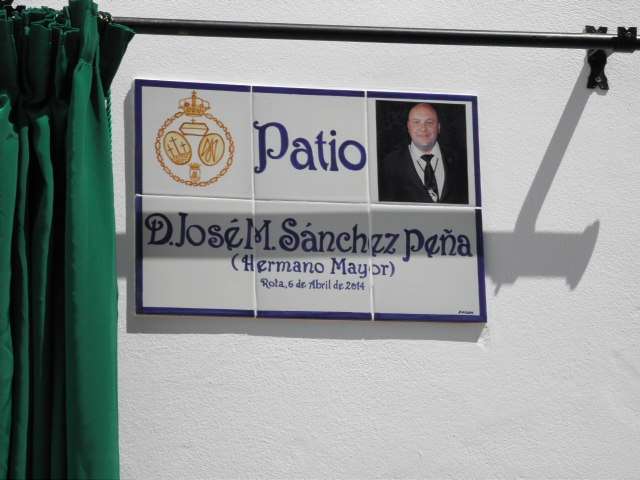 Patio
D. José M. Sánchez Peña
(Hermano Mayor)
Rota, 6 de Abril de 2014